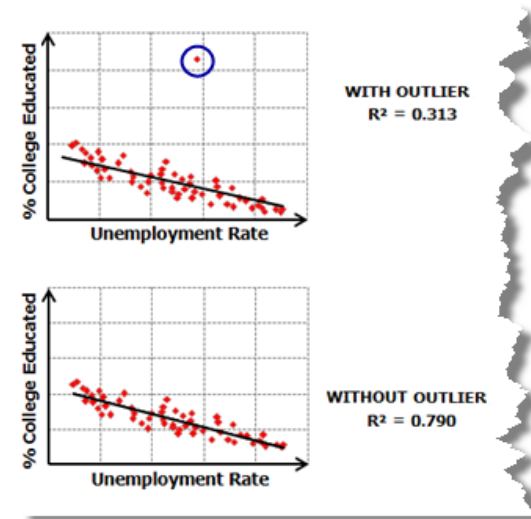 % College Educated
WITH OUTLIER
R² = 0.313
Unemployment Rate
% College Educated
WITHOUT OUTLIER
R² = 0.790
Unemployment Rate